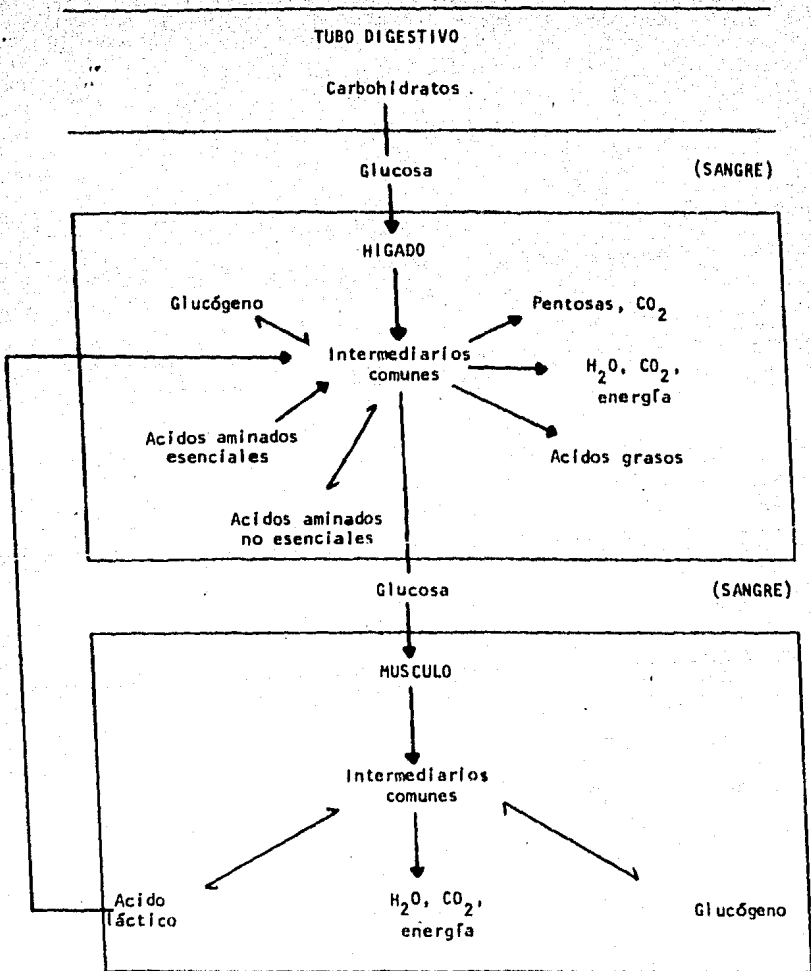 TUBO DIGESTIVO
Carbohidratos
Glucosa (SANGRE)
HIGADO
Glucógeno
Pentosas, CO2
Intermediarios
comunes
H2O, CO2,
energía
Acidos aminados
esenciales
Acidos grasos
Acidos aminados
no esenciales
Glucosa (SANGRE)
MUSCULO
Intermediarios
comunes
Acido
láctico
H2O, CO2,
energía
Glucógeno